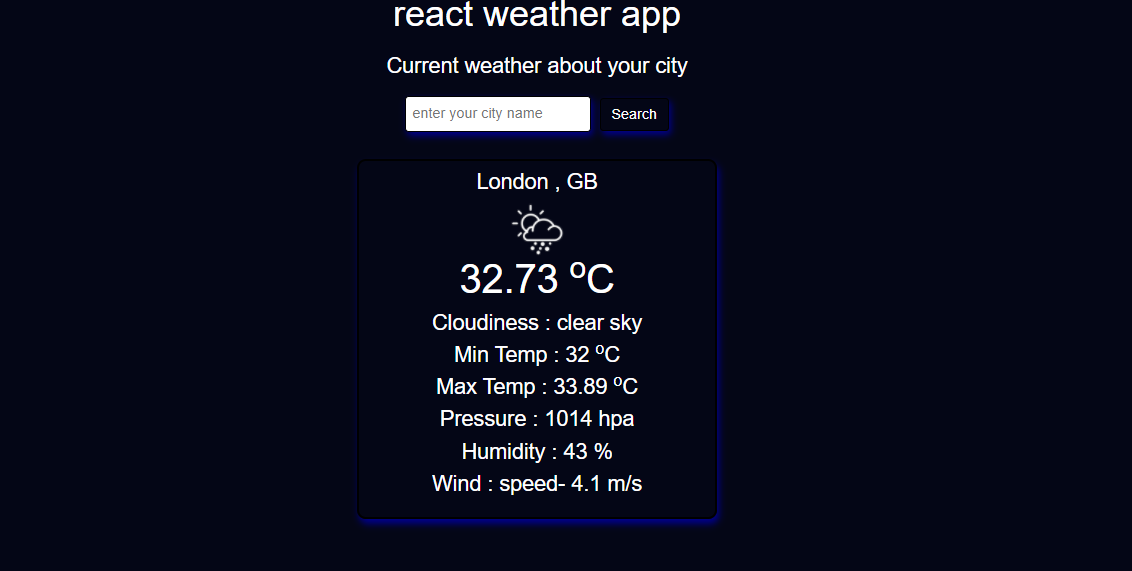 react weather app
Current weather about your city
enter your city name Search
London , GB
32.73 ºC
Cloudiness : clear sky
Min Temp : 32 ºC
Max Temp : 33.89 ºC
Pressure : 1014 hpa
Humidity : 43 %
Wind : speed- 4.1 m/s